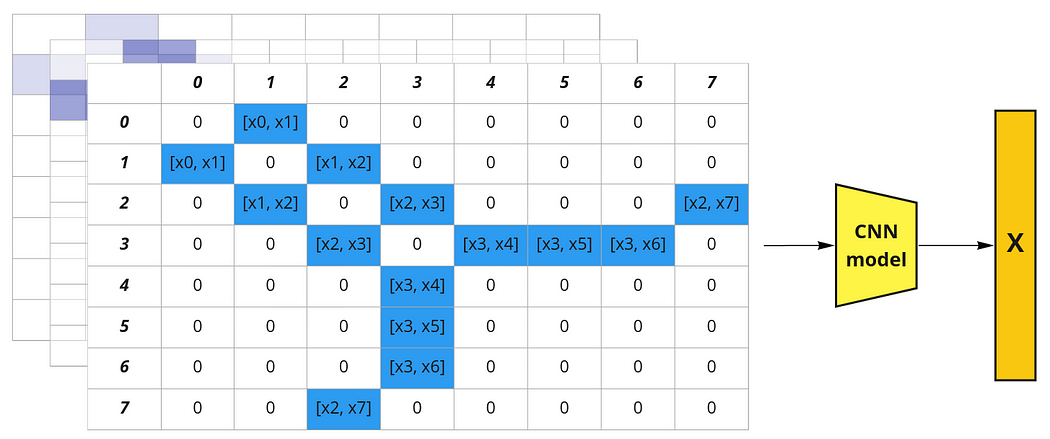 0 1 2 3 4 5 6 7
0 0 [x0, x1] 0 0 0 0 0 0
1 [x0, x1] 0 [x1, x2] 0 0 0 0 0
2 0 [x1, x2] 0 [x2, x3] 0 0 0 [x2, x7]
3 0 0 [x2, x3] 0 [x3, x4] [x3, x5] [x3, x6] 0
4 0 0 0 [x3, x4] 0 0 0 0
5 0 0 0 [x3, x5] 0 0 0 0
6 0 0 0 [x3, x6] 0 0 0 0
7 0 0 [x2, x7] 0 0 0 0 0
CNN
model
X